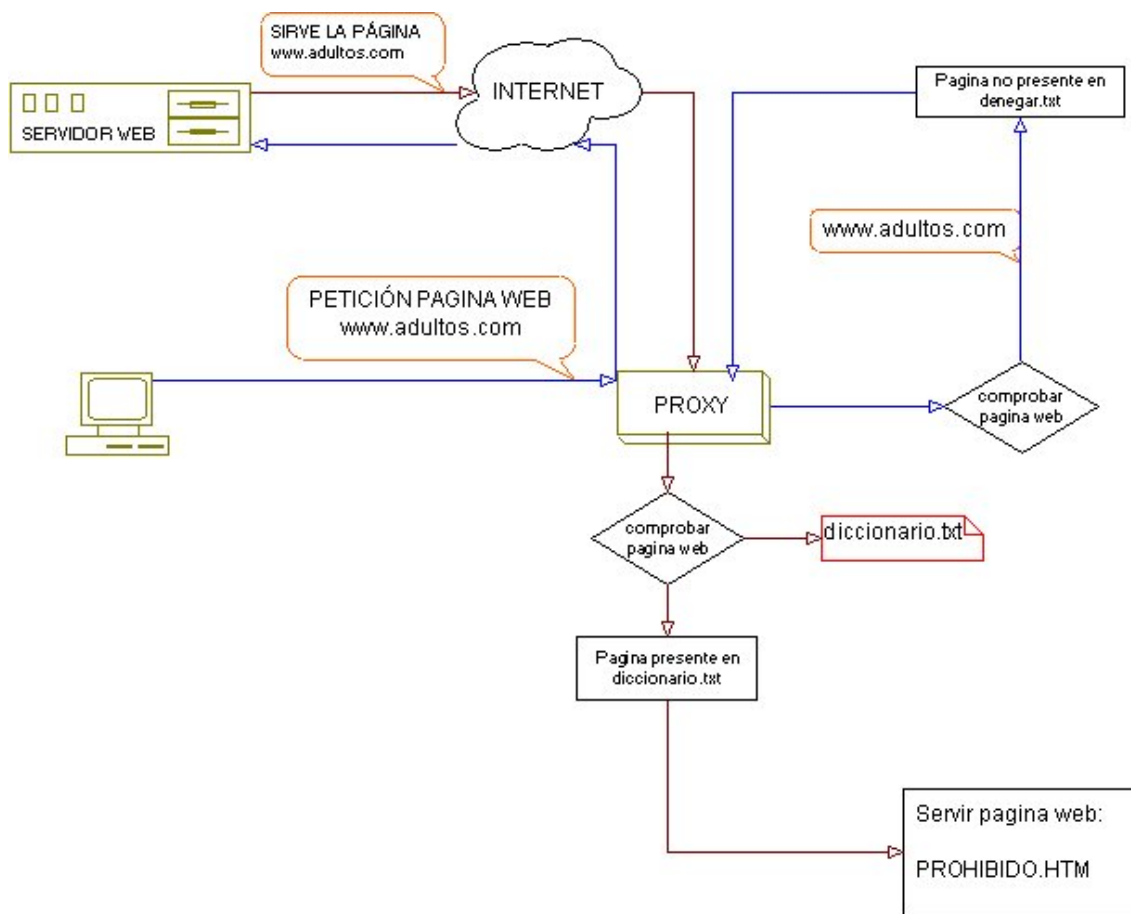 SIRVE LA PÁGINA
www.adultos.com
INTERNET
Pagina no presente en
denegar.txt
SERVIDOR WEB
www.adultos.com
PETICIÓN PAGINA WEB
www.adultos.com
PROXY
comprobar
pagina web
comprobar
pagina web
diccionario.txt
Pagina presente en
diccionario.txt
Servir pagina web:
PROHIBIDO.HTM